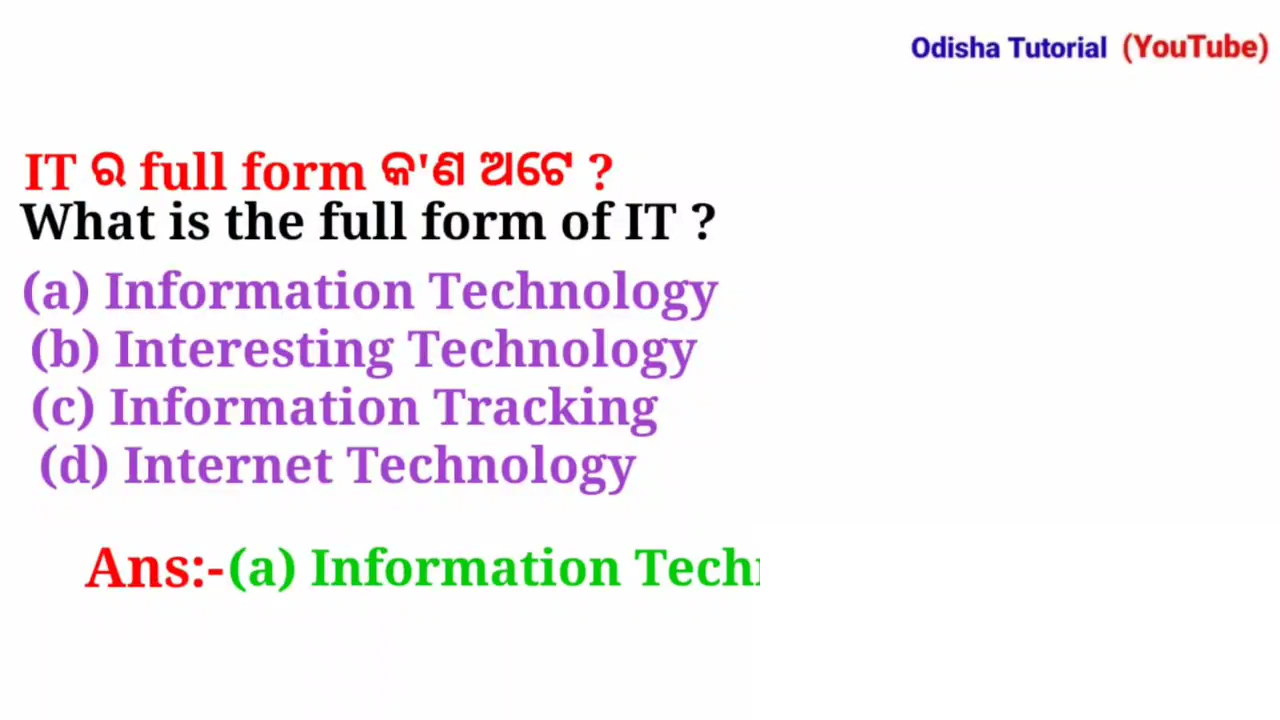 Odisha Tutorial (YouTube)
IT ର full form କ'ଣ ଅଟେ ?
What is the full form of IT ?
(a) Information Technology
(b) Interesting Technology
(c) Information Tracking
(d) Internet Technology
Ans:-(a) Information Tech